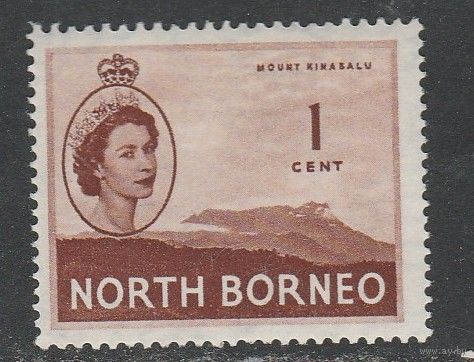 MOUNT KINABALU
1
CENT
NORTH BORNEO